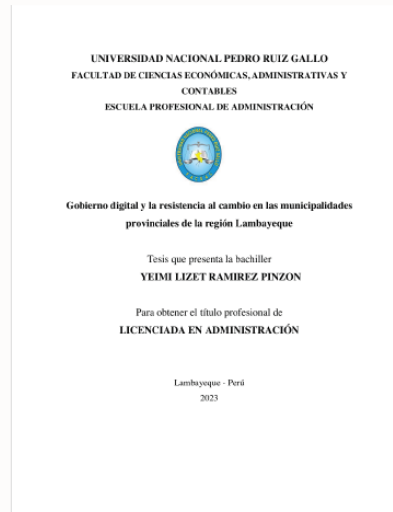 UNIVERSIDAD NACIONAL PEDRO RUIZ GALLO
FACULTAD DE CIENCIAS ECONÓMICAS, ADMINISTRATIVAS Y
CONTABLES
ESCUELA PROFESIONAL DE ADMINISTRACIÓN
Gobierno digital y la resistencia al cambio en las municipalidades
provinciales de la región Lambayeque
Tesis que presenta la bachiller
YEIMI LIZET RAMIREZ PINZON
Para obtener el título profesional de
LICENCIADA EN ADMINISTRACIÓN
Lambayeque - Perú
2023